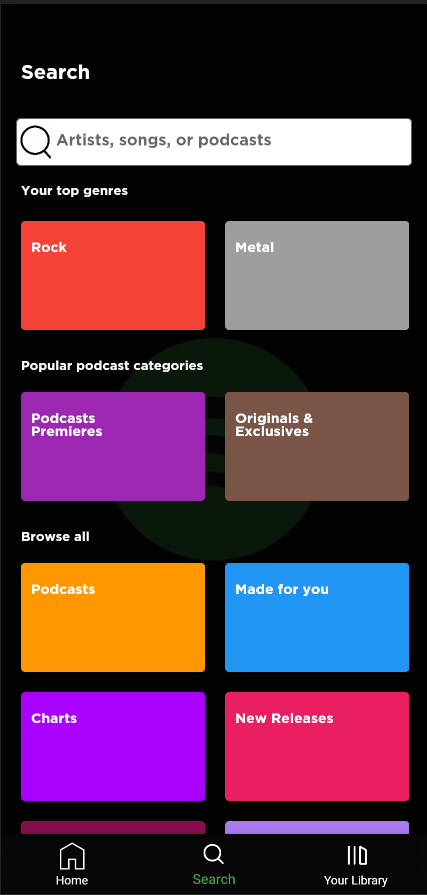 Search
Artists, songs, or podcasts
Your top genres
Rock
Metal
Popular podcast categories
Podcasts
Premieres
Originals &
Exclusives
Browse all
Podcasts
Made for you
Charts
New Releases
Home
Search
Your Library